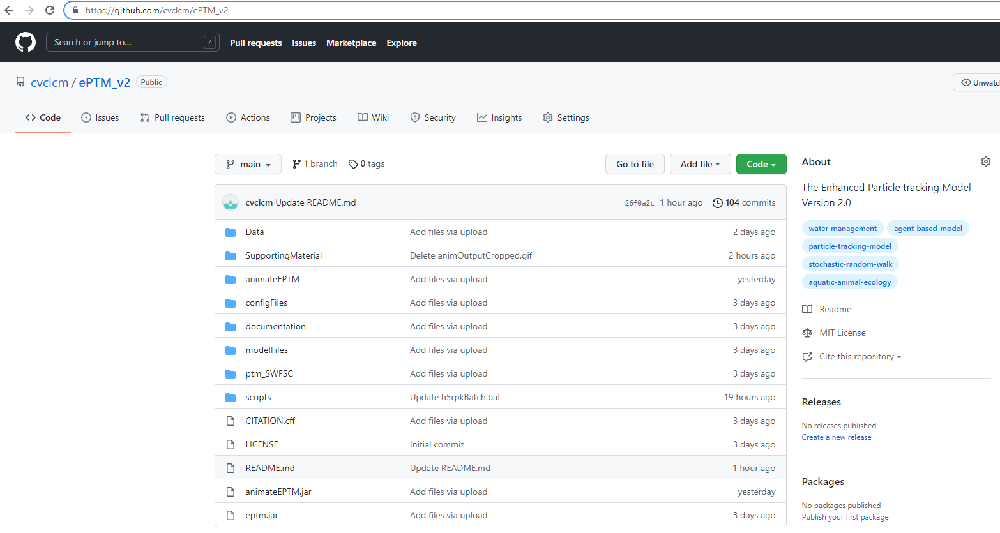 https://github.com/cvclcm/ePTM_v2
Search or jump to... / Pull requests Issues Marketplace Explore
cvclcm / ePTM_v2 Public
Unwatc
Code Issues Pull requests Actions Projects Wiki Security Insights Settings
main 1 branch 0 tags Go to file Add file Code
cvclcm Update README.md 26f0a2c 1 hour ago 104 commits
Data Add files via upload 2 days ago
SupportingMaterial Delete animOutputCropped.gif 2 hours ago
animateEPTM Add files via upload yesterday
configFiles Add files via upload 3 days ago
documentation Add files via upload 3 days ago
modelFiles Add files via upload 3 days ago
ptm_SWFSC Add files via upload 3 days ago
scripts Update h5rpkBatch.bat 19 hours ago
CITATION.cff Add files via upload 3 days ago
LICENSE Initial commit 3 days ago
README.md Update README.md 1 hour ago
animateEPTM.jar Add files via upload yesterday
eptm.jar Add files via upload 3 days ago
About
The Enhanced Particle tracking Model
Version 2.0
water-management agent-based-model
particle-tracking-model
stochastic-random-walk
aquatic-animal-ecology
Readme
MIT License
Cite this repository
Releases
No releases published
Create a new release
Packages
No packages published
Publish your first package